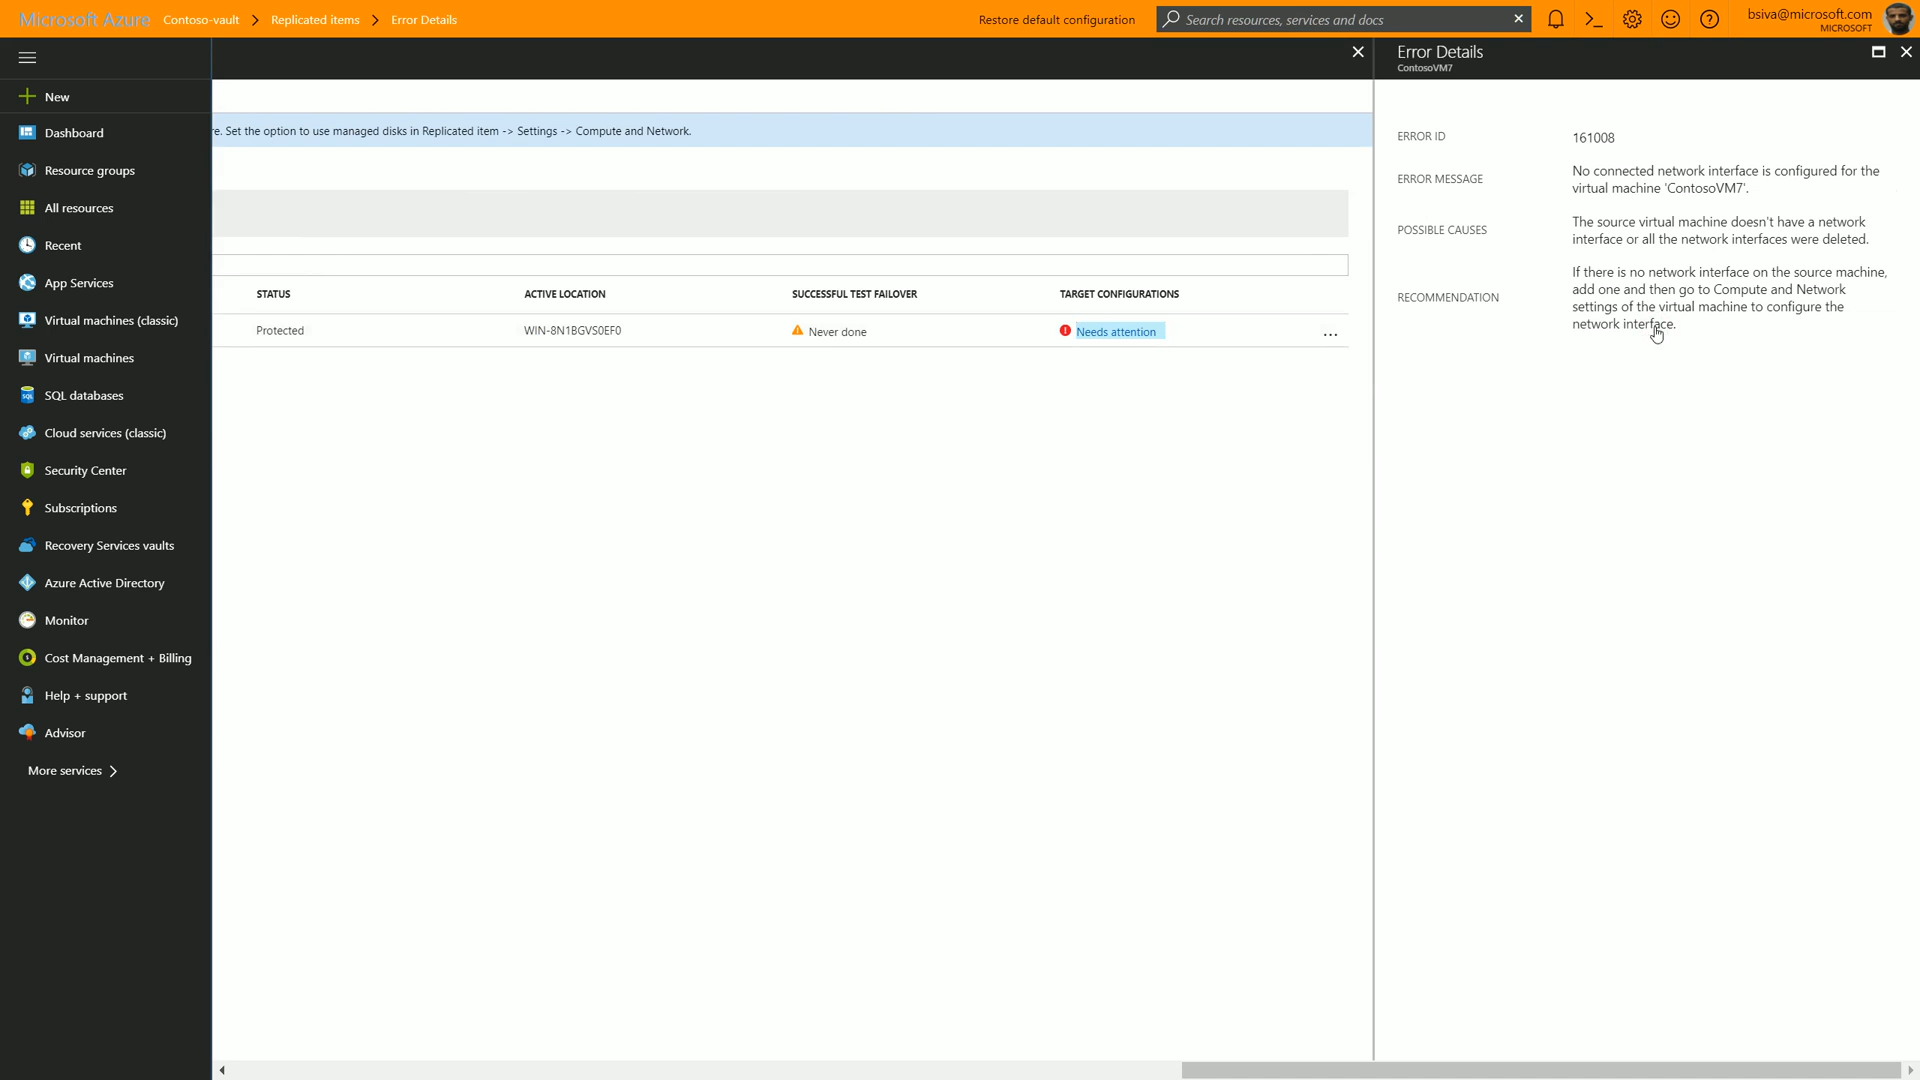 Microsoft Azure Contoso-vault Replicated items Error Details
Restore default configuration
Search resources, services and docs
bsiva@microsoft.com
MICROSOFT
New
Dashboard
Resource groups
All resources
Recent
App Services
Virtual machines (classic)
Virtual machines
SQL databases
Cloud services (classic)
Security Center
Subscriptions
Recovery Services vaults
Azure Active Directory
Monitor
Cost Management + Billing
Help + support
Advisor
More services
re. Set the option to use managed disks in Replicated item -> Settings -> Compute and Network.
STATUS ACTIVE LOCATION SUCCESSFUL TEST FAILOVER TARGET CONFIGURATIONS
Protected WIN-8N1BGVS0EF0 Never done Needs attention ...
Error Details
ContosoVM7
ERROR ID 161008
ERROR MESSAGE
No connected network interface is configured for the
virtual machine 'ContosoVM7'.
POSSIBLE CAUSES
The source virtual machine doesn't have a network
interface or all the network interfaces were deleted.
RECOMMENDATION
If there is no network interface on the source machine,
add one and then go to Compute and Network
settings of the virtual machine to configure the
network interface.